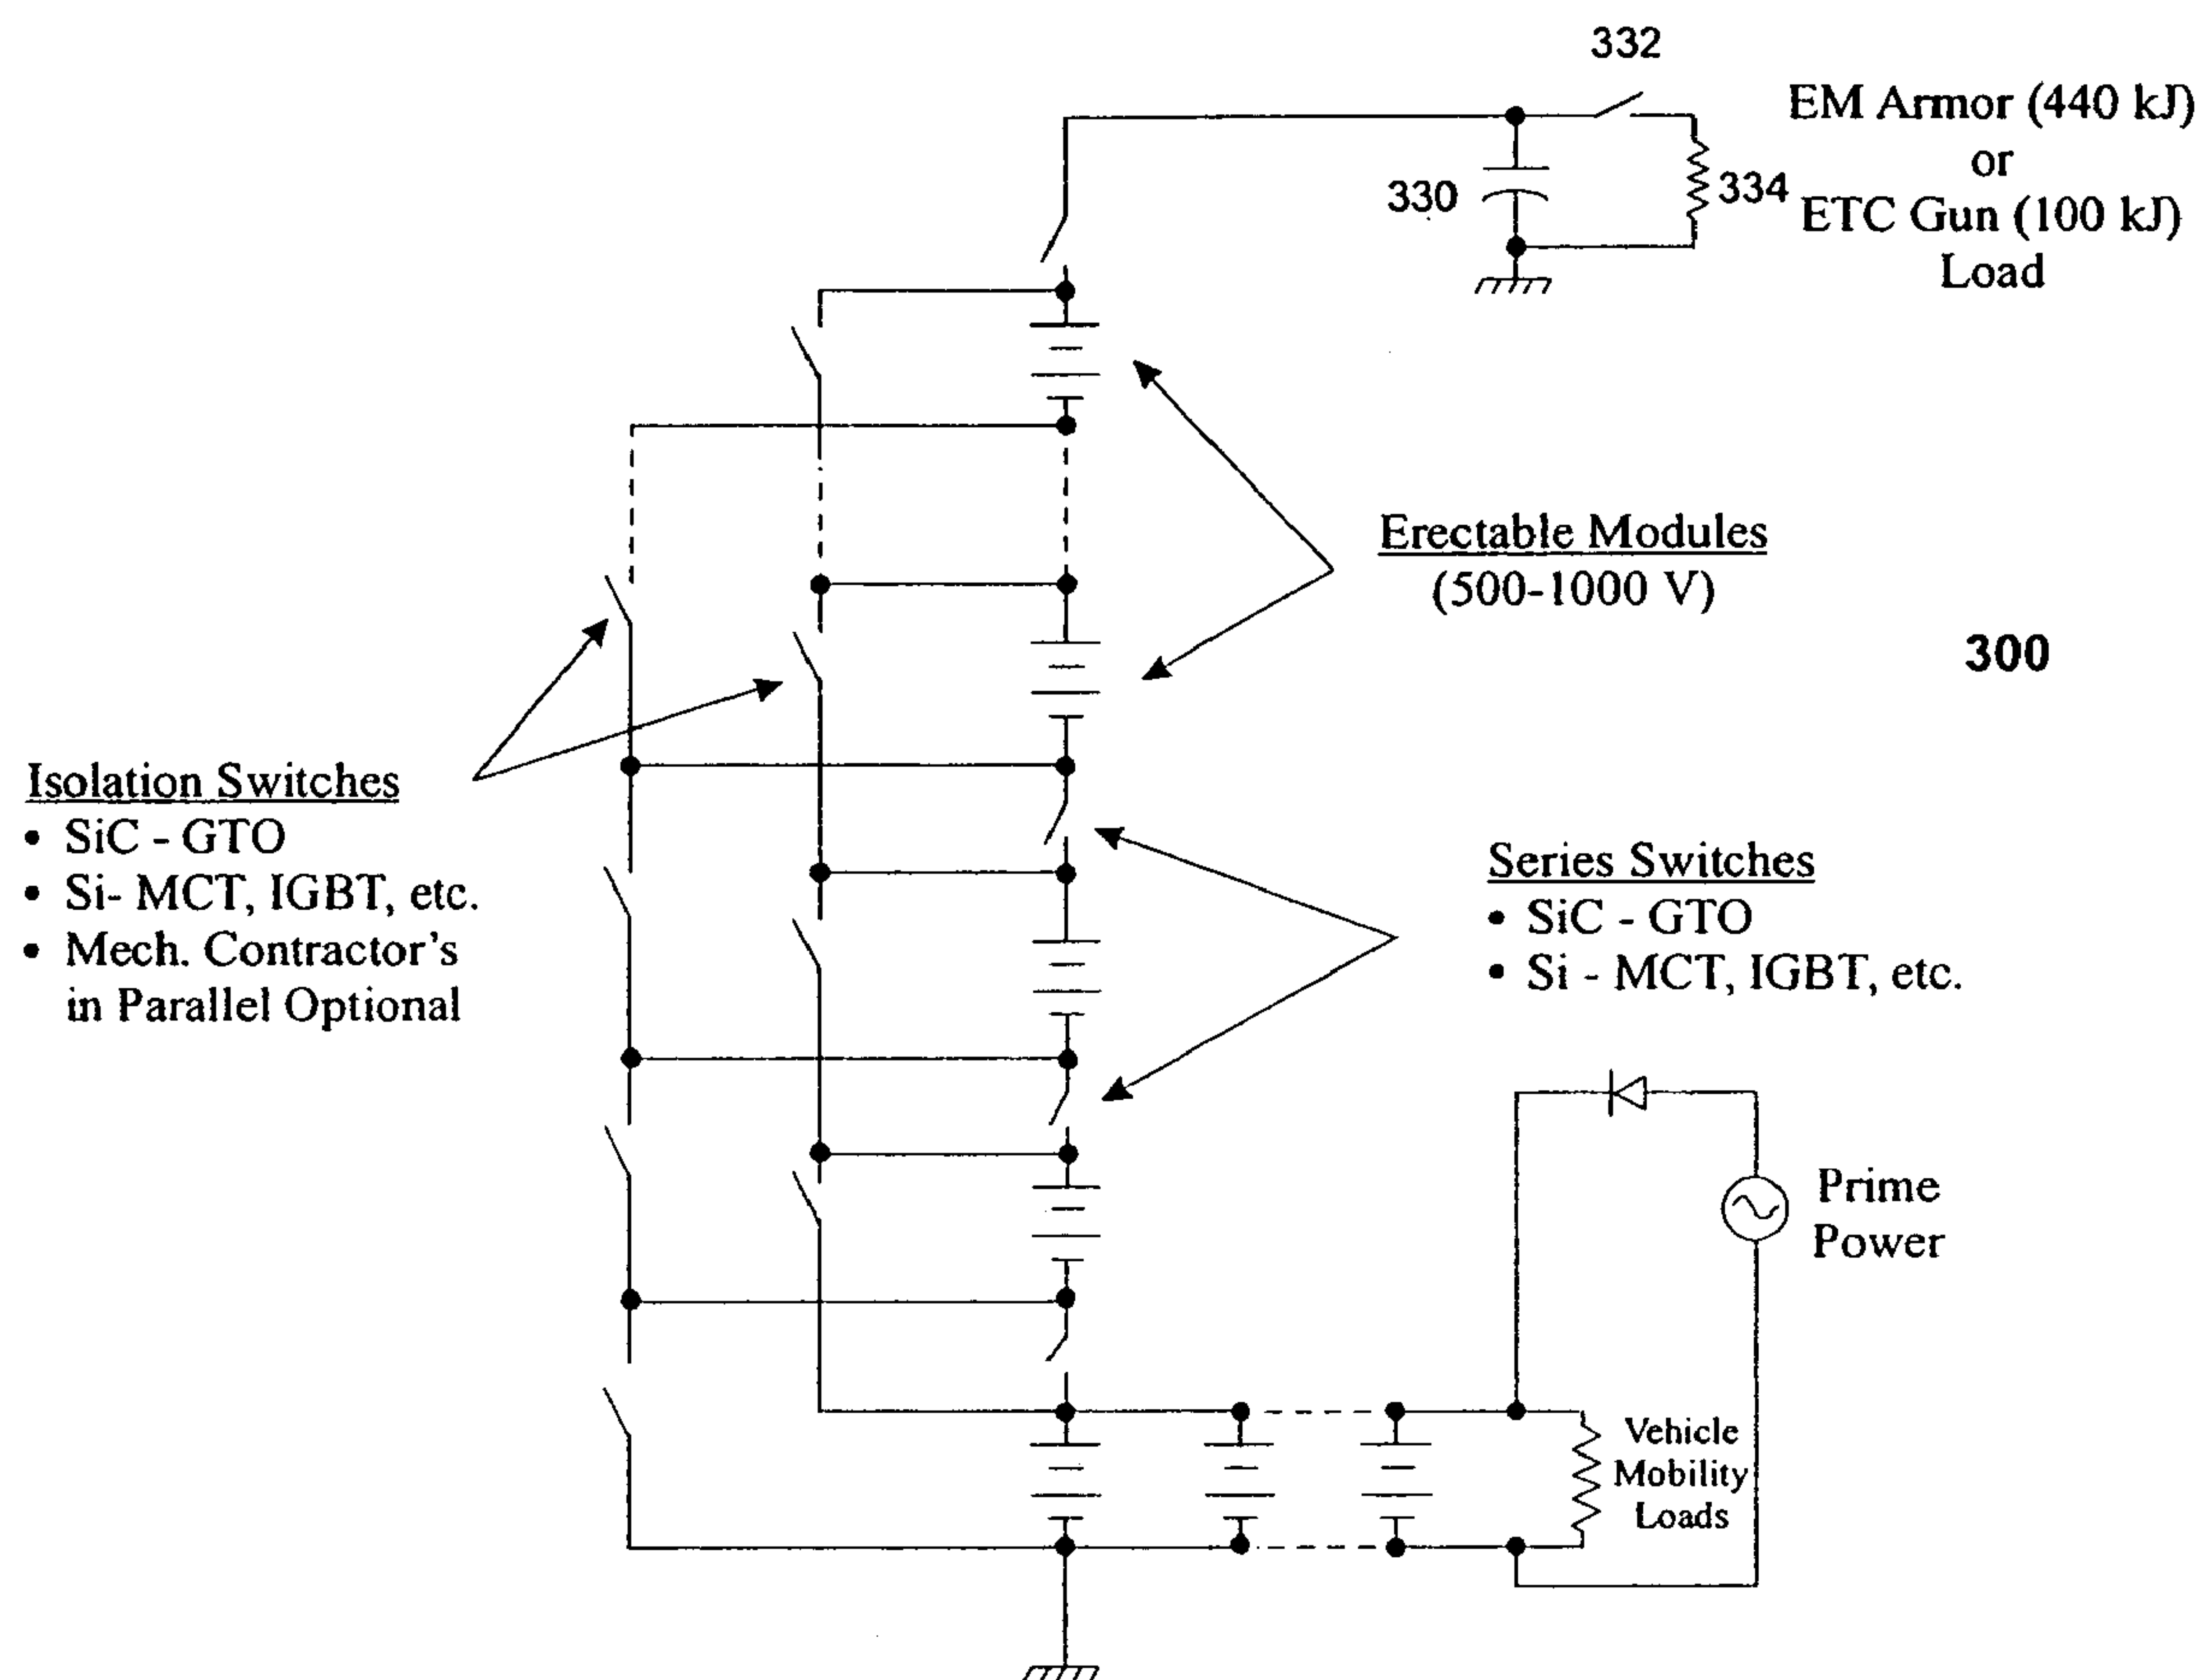 332
EM Armor (440 kJ)
or
ETC Gun (100 kJ)
Load
330
334
Erectable Modules
(500-1000 V)
300
Isolation Switches
• SiC - GTO
• Si- MCT, IGBT, etc.
• Mech. Contractor's
in Parallel Optional
Series Switches
• SiC - GTO
• Si - MCT, IGBT, etc.
Prime
Power
Vehicle
Mobility
Loads